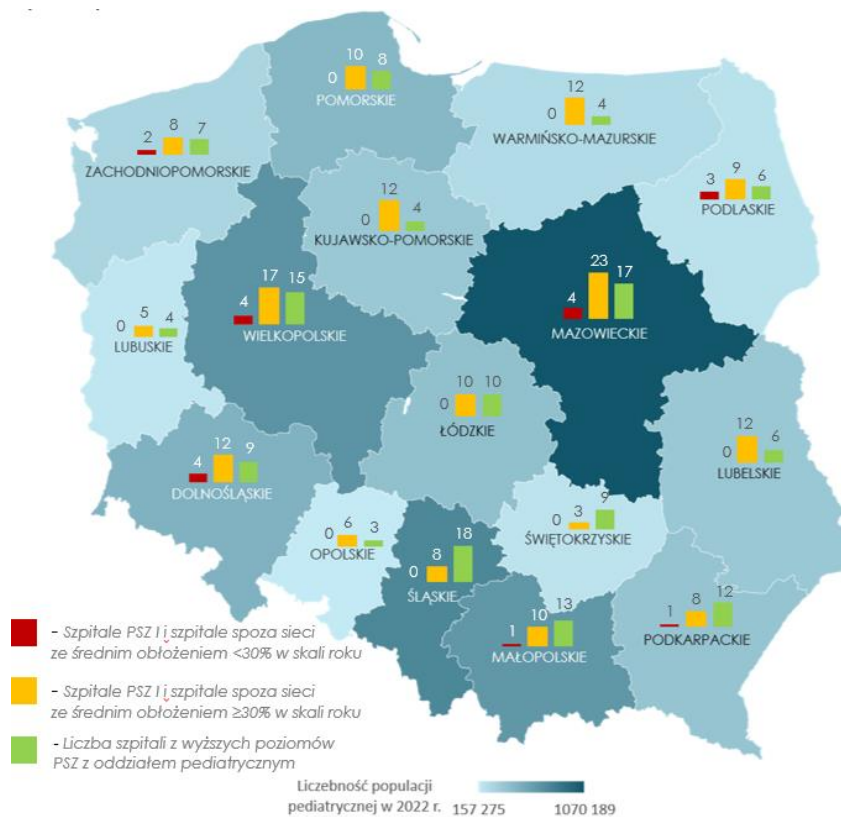 10
0 8
POMORSKIE
12
0 4
WARMIŃSKO-MAZURSKIE
2 8 7
ZACHODNIOPOMORSKIE
3 9 6
PODLASKIE
12
0 4
KUJAWSKO-POMORSKIE
4 17 15
WIELKOPOLSKIE
23
4 17
MAZOWIECKIE
0 5 4
LUBUSKIE
0 10 10
ŁÓDZKIE
12
0 6
LUBELSKIE
4 12 9
DOLNOŚLĄSKIE
0 6 3
OPOLSKIE
0 8 18
ŚLĄSKIE
0 3 9
ŚWIĘTOKRZYSKIE
1 10 13
MAŁOPOLSKIE
1 8 12
PODKARPACKIE
- Szpitale PSZ I i szpitale spoza sieci
ze średnim obłożeniem <30% w skali roku
- Szpitale PSZ I i szpitale spoza sieci
ze średnim obłożeniem ≥30% w skali roku
- Liczba szpitali z wyższych poziomów
PSZ z oddziałem pediatrycznym
Liczebność populacji
pediatrycznej w 2022 r. 157 275 1070 189